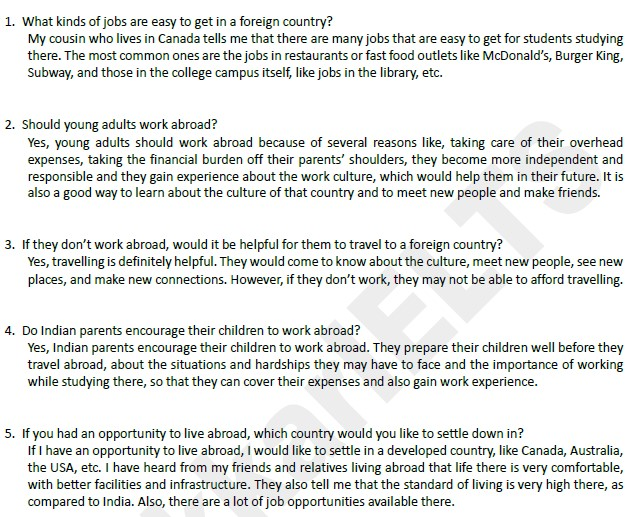 1. What kinds of jobs are easy to get in a foreign country?
My cousin who lives in Canada tells me that there are many jobs that are easy to get for students studying
there. The most common ones are the jobs in restaurants or fast food outlets like McDonald’s, Burger King,
Subway, and those in the college campus itself, like jobs in the library, etc.
2. Should young adults work abroad?
Yes, young adults should work abroad because of several reasons like, taking care of their overhead
expenses, taking the financial burden off their parents’ shoulders, they become more independent and
responsible and they gain experience about the work culture, which would help them in their future. It is
also a good way to learn about the culture of that country and to meet new people and make friends.
3. If they don’t work abroad, would it be helpful for them to travel to a foreign country?
Yes, travelling is definitely helpful. They would come to know about the culture, meet new people, see new
places, and make new connections. However, if they don’t work, they may not be able to afford travelling.
4. Do Indian parents encourage their children to work abroad?
Yes, Indian parents encourage their children to work abroad. They prepare their children well before they
travel abroad, about the situations and hardships they may have to face and the importance of working
while studying there, so that they can cover their expenses and also gain work experience.
5. If you had an opportunity to live abroad, which country would you like to settle down in?
If I have an opportunity to live abroad, I would like to settle in a developed country, like Canada, Australia,
the USA, etc. I have heard from my friends and relatives living abroad that life there is very comfortable,
with better facilities and infrastructure. They also tell me that the standard of living is very high there, as
compared to India. Also, there are a lot of job opportunities available there.